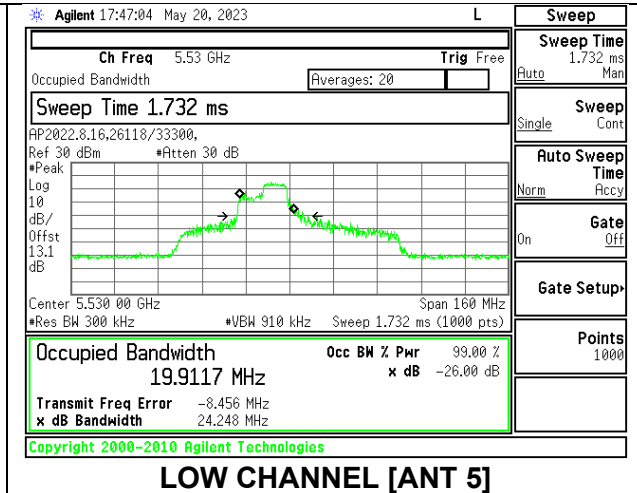 Agilent 17:47:04 May 20, 2023 L
Sweep
Ch Freq 5.53 GHz Trig Free
Occupied Bandwidth Averages: 20
Sweep Time 1.732 ms
AP2022.8.16,26118/33300,
Ref 30 dBm #Atten 30 dB
#Peak
Log
10
dB/
Offst
13.1
dB
Center 5.530 00 GHz Span 160 MHz
#Res BW 300 kHz #VBW 910 kHz Sweep 1.732 ms (1000 pts)
Occupied Bandwidth Occ BW % Pwr 99.00 %
19.9117 MHz x dB -26.00 dB
Transmit Freq Error -8.456 MHz
x dB Bandwidth 24.248 MHz
Copyright 2000-2010 Agilent Technologies
Sweep Time
1.732 ms
Auto Man
Sweep
Single Cont
Auto Sweep
Time
Norm Accy
Gate
On Off
Gate Setup
Points
1000
LOW CHANNEL [ANT 5]